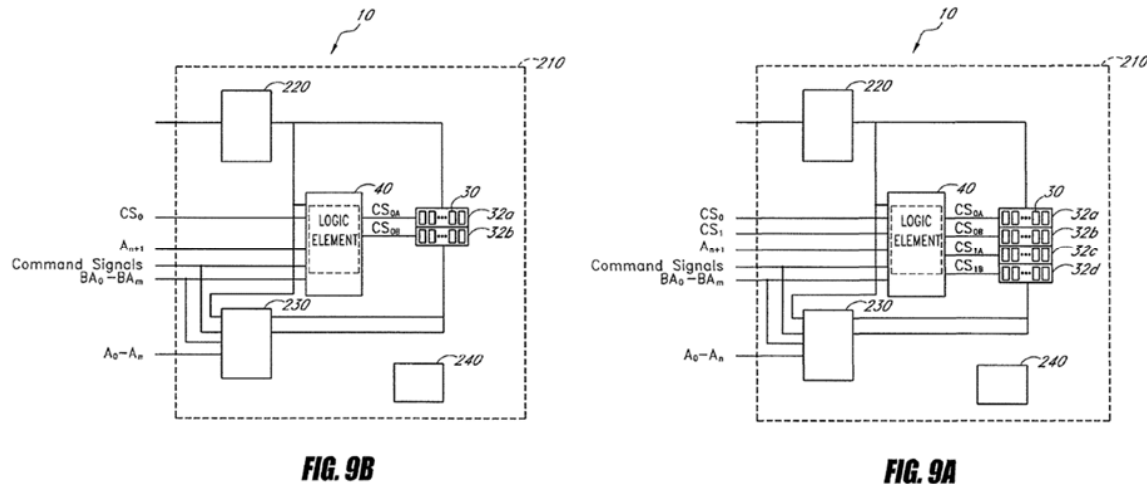 10
210
220
40
30
CS0
CS0A
32a
LOGIC
ELEMENT
CS0B
32b
An+1
Command Signals
BA0-BAm
230
A0-An
240
FIG. 9B
10
210
220
40
30
CS0
CS0A
32a
CS1
LOGIC
ELEMENT
CS0B
32b
An+1
CS1A
32c
Command Signals
CS1B
32d
BA0-BAm
230
A0-An
240
FIG. 9A